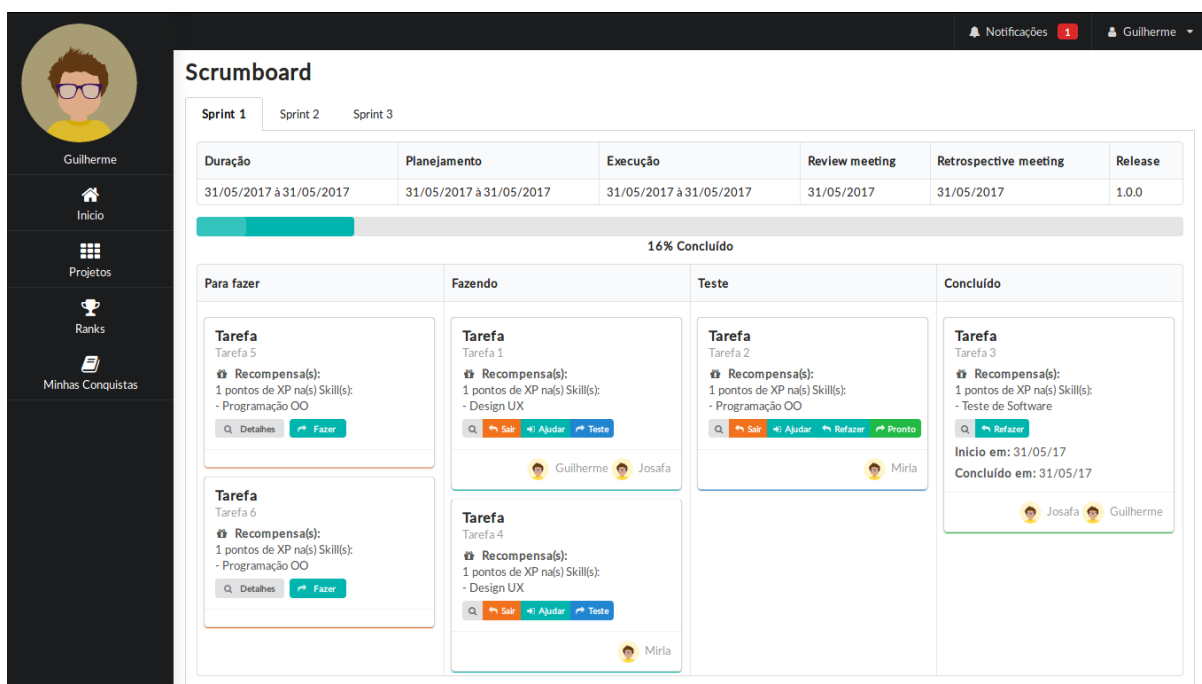 Notificações 1 Guilherme
Guilherme
Inicio
Projetos
Ranks
Minhas Conquistas
Scrumboard
Sprint 1 Sprint 2 Sprint 3
Duração Planejamento Execução Review meeting Retrospective meeting Release
31/05/2017 à 31/05/2017 31/05/2017 à 31/05/2017 31/05/2017 à 31/05/2017 31/05/2017 31/05/2017 1.0.0
16% Concluído
Para fazer Fazendo Teste Concluído
Tarefa
Tarefa 5
Recompensa(s):
1 pontos de XP na(s) Skill(s):
- Programação OO
Detalhes Fazer
Tarefa
Tarefa 6
Recompensa(s):
1 pontos de XP na(s) Skill(s):
- Programação OO
Detalhes Fazer
Tarefa
Tarefa 1
Recompensa(s):
1 pontos de XP na(s) Skill(s):
- Design UX
Sair Ajudar Teste
Guilherme Josafa
Tarefa
Tarefa 4
Recompensa(s):
1 pontos de XP na(s) Skill(s):
- Design UX
Sair Ajudar Teste
Mirla
Tarefa
Tarefa 2
Recompensa(s):
1 pontos de XP na(s) Skill(s):
- Programação OO
Sair Ajudar Refazer Pronto
Mirla
Tarefa
Tarefa 3
Recompensa(s):
1 pontos de XP na(s) Skill(s):
- Teste de Software
Refazer
Inicio em: 31/05/17
Concluído em: 31/05/17
Josafa Guilherme